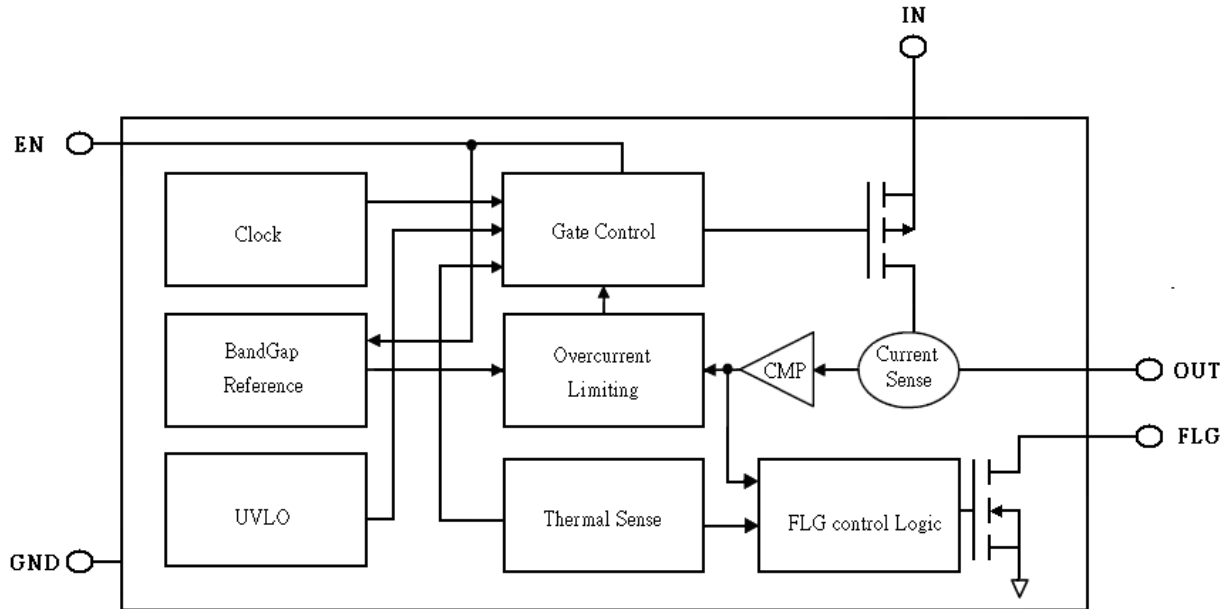 IN
EN
Clock
Gate Control
BandGap
Reference
Overcurrent
Limiting
CMP
Current
Sense
OUT
FLG
UVLO
Thermal Sense
FLG control Logic
GND